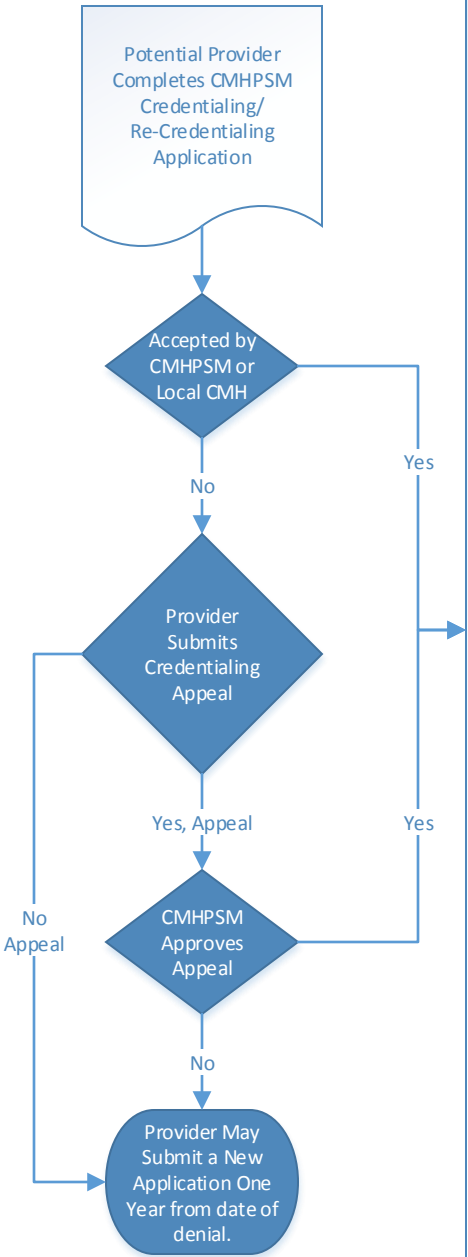 Potential Provider
Completes CMHPSM
Credentialing/
Re-Credentialing
Application
Accepted by
CMHPSM or
Local CMH
Yes
No
Provider
Submits
Credentialing
Appeal
Yes, Appeal
Yes
No
Appeal
CMHPSM
Approves
Appeal
No
Provider May
Submit a New
Application One
Year from date of
denial.